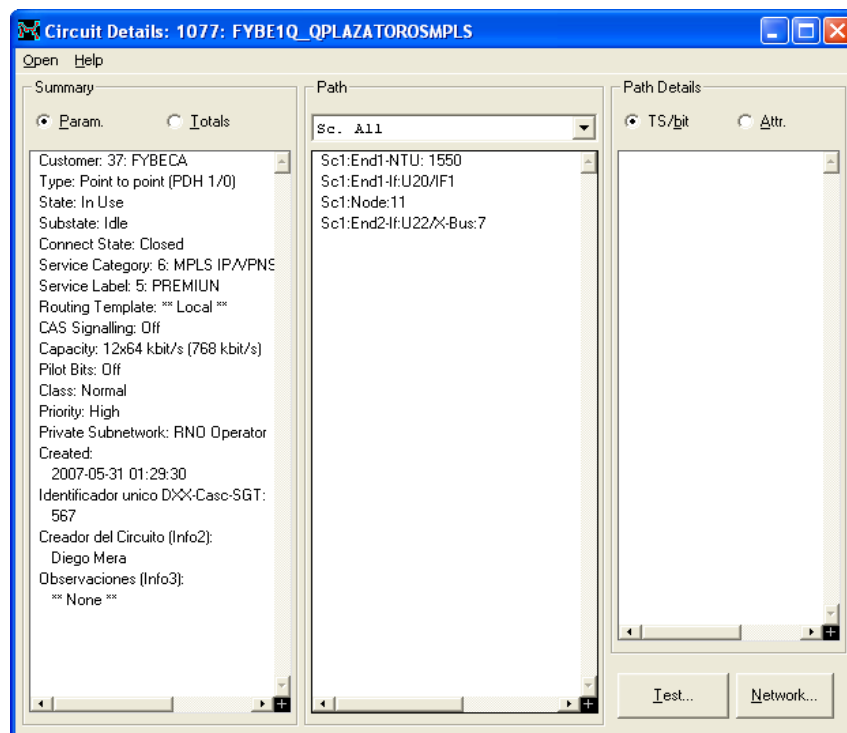 Circuit Details: 1077: FYBE1Q_QPLAZATOROSMPLS
Open Help
Summary
Param. Totals
Customer: 37: FYBECA
Type: Point to point (PDH 1/0)
State: In Use
Substate: Idle
Connect State: Closed
Service Category: 6: MPLS IP/VPNS
Service Label: 5: PREMIUN
Routing Template: ** Local **
CAS Signalling: Off
Capacity: 12x64 kbit/s (768 kbit/s)
Pilot Bits: Off
Class: Normal
Priority: High
Private Subnetwork: RNO Operator
Created:
2007-05-31 01:29:30
Identificador unico DXX-Casc-SGT:
567
Creador del Circuito (Info2):
Diego Mera
Observaciones (Info3):
** None **
Path
Sc. All
Sc1:End1-NTU: 1550
Sc1:End1-If:U20/IF1
Sc1:Node:11
Sc1:End2-If:U22/X-Bus:7
Path Details
TS/bit Attr.
Test... Network...